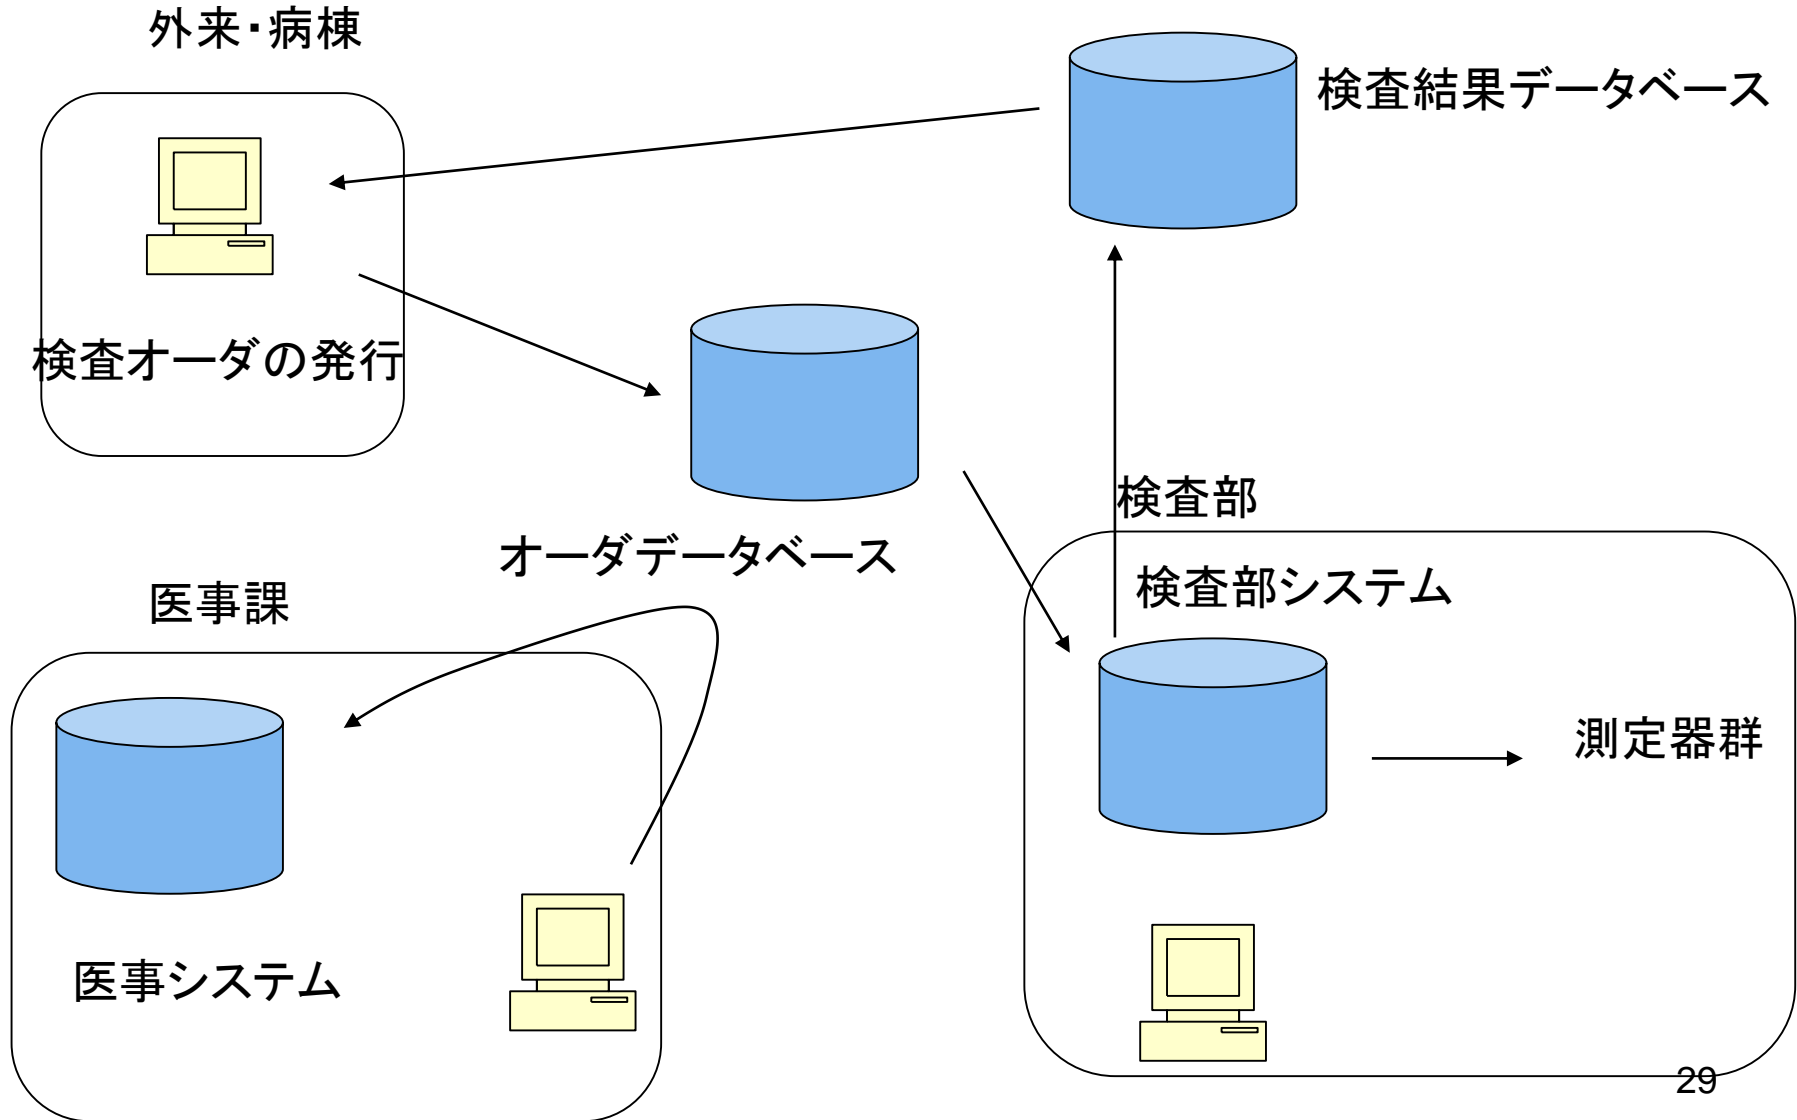 外来・病棟
検査結果データベース
検査オーダの発行
検査部
オーダデータベース
検査部システム
医事課
測定器群
医事システム
29